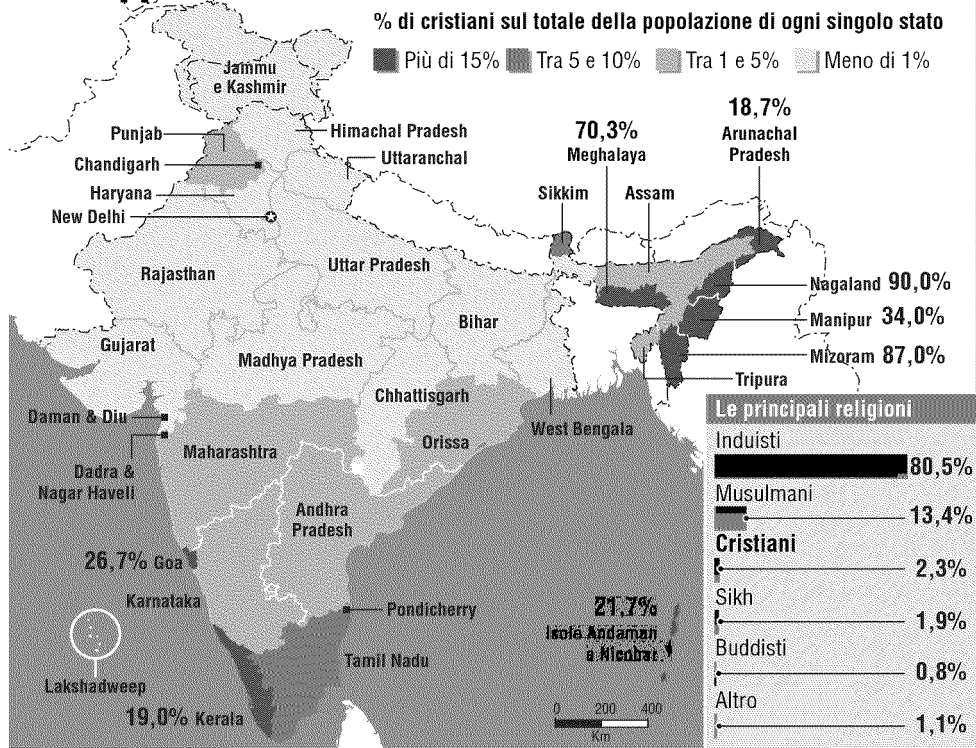 % di cristiani sul totale della popolazione di ogni singolo stato
Più di 15% Tra 5 e 10% Tra 1 e 5% Meno di 1%
Jammu
e Kashmir
Punjab
Himachal Pradesh
Chandigarh
Uttaranchal
Haryana
New Delhi
70,3%
Meghalaya
18,7%
Arunachal
Pradesh
Sikkim
Assam
Rajasthan
Uttar Pradesh
Nagaland 90,0%
Bihar
Manipur 34,0%
Gujarat
Madhya Pradesh
Mizoram 87,0%
Tripura
Chhattisgarh
Daman & Diu
West Bengala
Orissa
Maharashtra
Dadra &
Nagar Haveli
Andhra
Pradesh
26,7% Goa
Karnataka
Pondicherry
21,7%
Isole Andaman
e Nicobar
Tamil Nadu
Lakshadweep
19,0% Kerala
0 200 400
Km
Le principali religioni
Induisti
80,5%
Musulmani
13,4%
Cristiani
2,3%
Sikh
1,9%
Buddisti
0,8%
Altro
1,1%